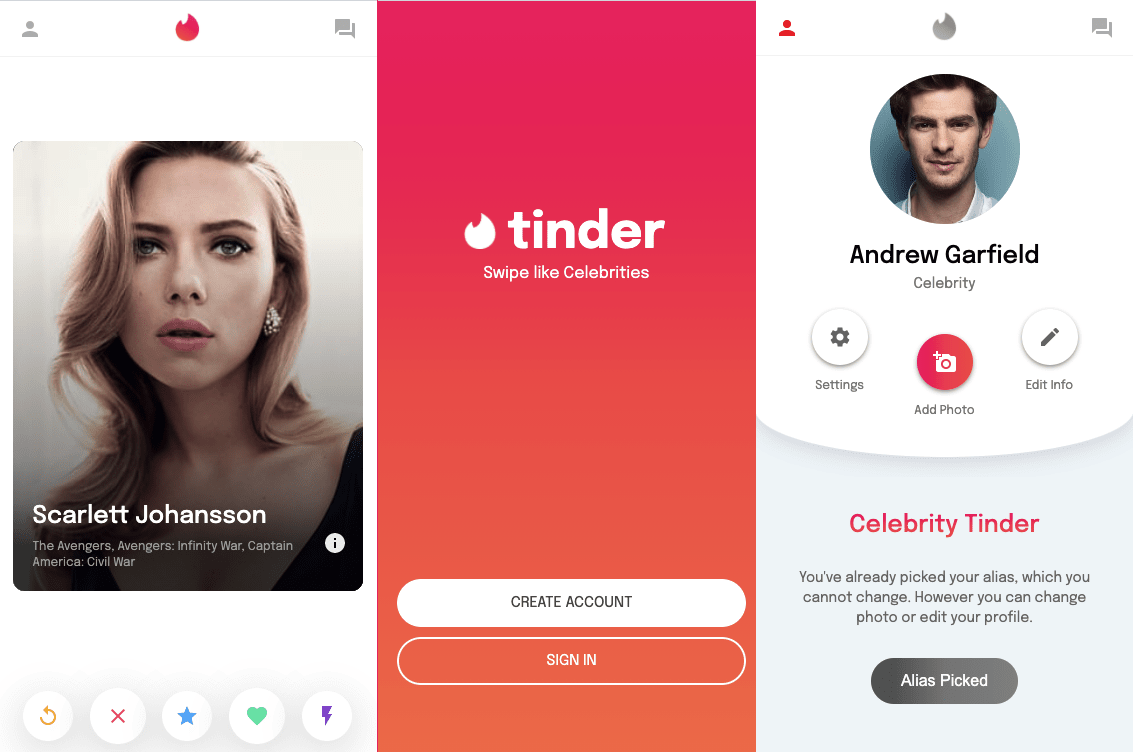 Scarlett Johansson
The Avengers, Avengers: Infinity War, Captain
America: Civil War
tinder
Swipe like Celebrities
CREATE ACCOUNT
SIGN IN
Andrew Garfield
Celebrity
Settings
Add Photo
Edit Info
Celebrity Tinder
You've already picked your alias, which you
cannot change. However you can change
photo or edit your profile.
Alias Picked